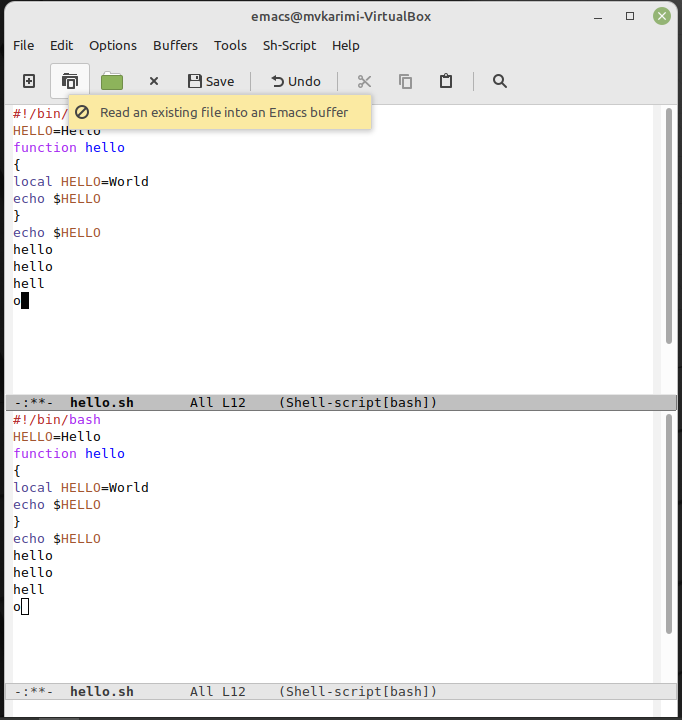 emacs@mvkarimi-VirtualBox
File Edit Options Buffers Tools Sh-Script Help
Save Undo
Read an existing file into an Emacs buffer
#!/bin/
HELLO=Hello
function hello
{
local HELLO=World
echo $HELLO
}
echo $HELLO
hello
hello
hell
o
-:**- hello.sh All L12 (Shell-script[bash])
#!/bin/bash
HELLO=Hello
function hello
{
local HELLO=World
echo $HELLO
}
echo $HELLO
hello
hello
hell
o
-:**- hello.sh All L12 (Shell-script[bash])